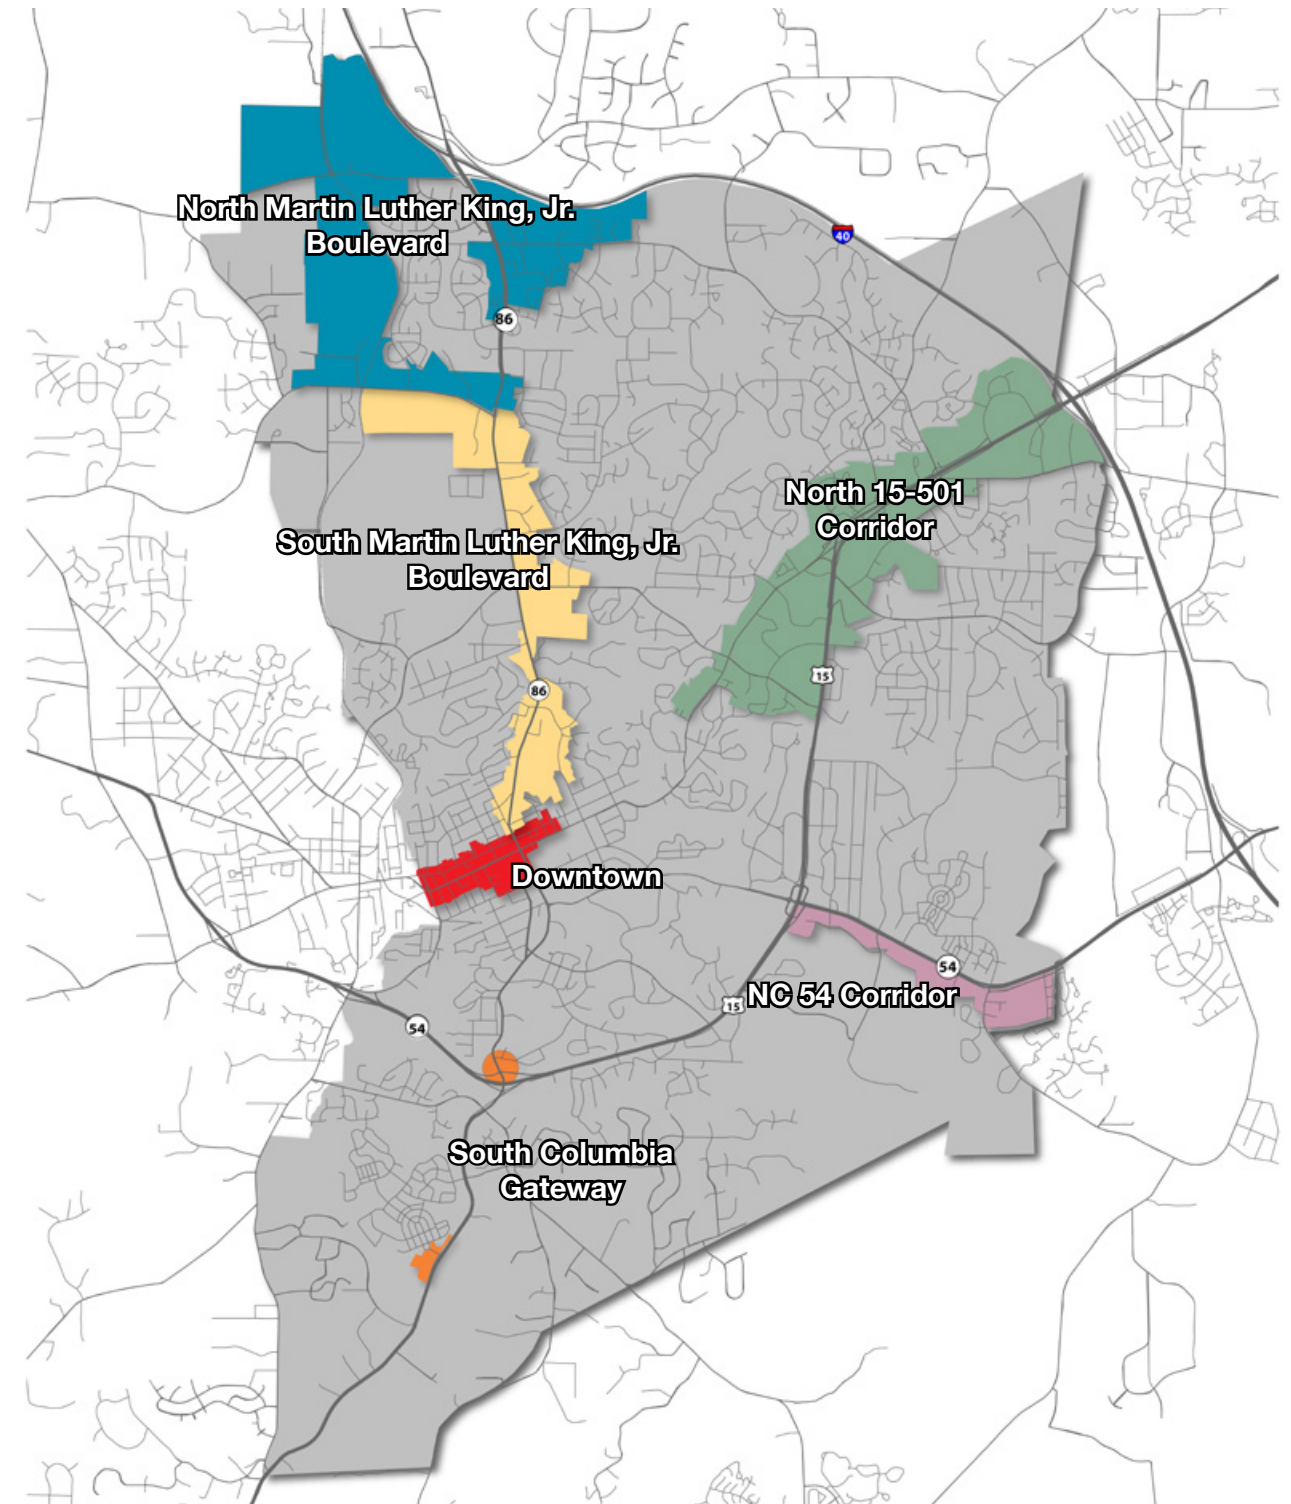 North Martin Luther King, Jr.
Boulevard
40
86
North 15-501
Corridor
South Martin Luther King, Jr.
Boulevard
15
86
Downtown
54
NC 54 Corridor
15
54
South Columbia
Gateway